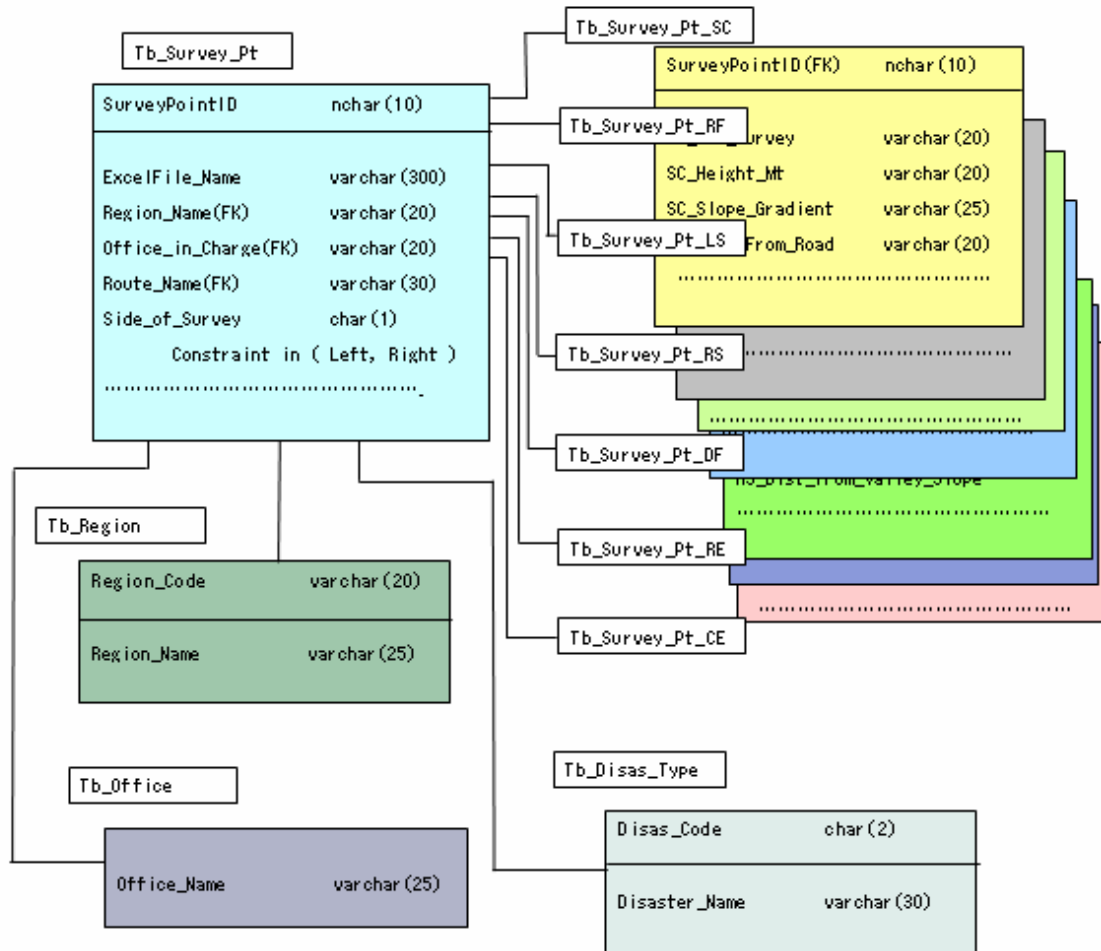 Tb_Survey_Pt
SurveyPointID nchar(10)
ExcelFile_Name varchar(300)
Region_Name(FK) varchar(20)
Office_in_Charge(FK) varchar(20)
Route_Name(FK) varchar(30)
Side_of_Survey char(1)
Constraint in ( Left, Right )
Tb_Survey_Pt_SC
Tb_Survey_Pt_RF
Tb_Survey_Pt_LS
Tb_Survey_Pt_RS
Tb_Survey_Pt_DF
Tb_Survey_Pt_RE
Tb_Survey_Pt_CE
SurveyPointID(FK) nchar(10)
varchar(20)
SC_Height_Mt varchar(20)
SC_Slope_Gradient varchar(25)
From_Road varchar(20)
Tb_Region
Region_Code varchar(20)
Region_Name varchar(25)
Tb_Office
Office_Name varchar(25)
Tb_Disas_Type
Disas_Code char(2)
Disaster_Name varchar(30)